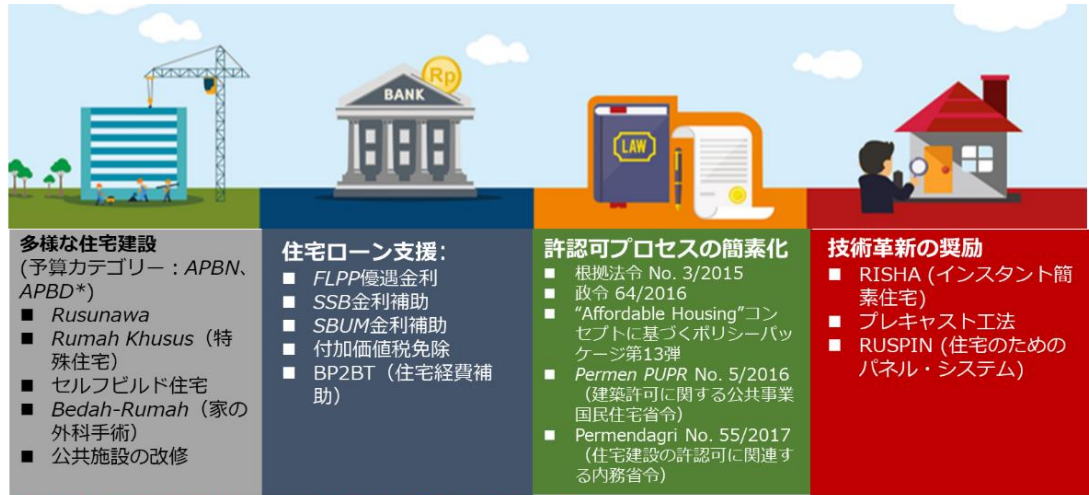 Rp
BANK
LAW
多様な住宅建設
(予算カテゴリー：APBN、
APBD*)
■ Rusunawa
■ Rumah Khusus（特
殊住宅）
■ セルフビルド住宅
■ Bedah-Rumah（家の
外科手術）
■ 公共施設の改修
住宅ローン支援:
■ FLPP優遇金利
■ SSB金利補助
■ SBUM金利補助
■ 付加価値税免除
■ BP2BT（住宅経費補
助）
許認可プロセスの簡素化
■ 根拠法令 No. 3/2015
■ 政令 64/2016
■ “Affordable Housing”コン
セプトに基づくポリシーパッ
ケージ第13弾
■ Permen PUPR No. 5/2016
（建築許可に関する公共事業
国民住宅省令）
■ Permendagri No. 55/2017
（住宅建設の許認可に関連す
る内務省令）
技術革新の奨励
■ RISHA (インスタント簡
素住宅)
■ プレキャスト工法
■ RUSPIN (住宅のための
パネル・システム)